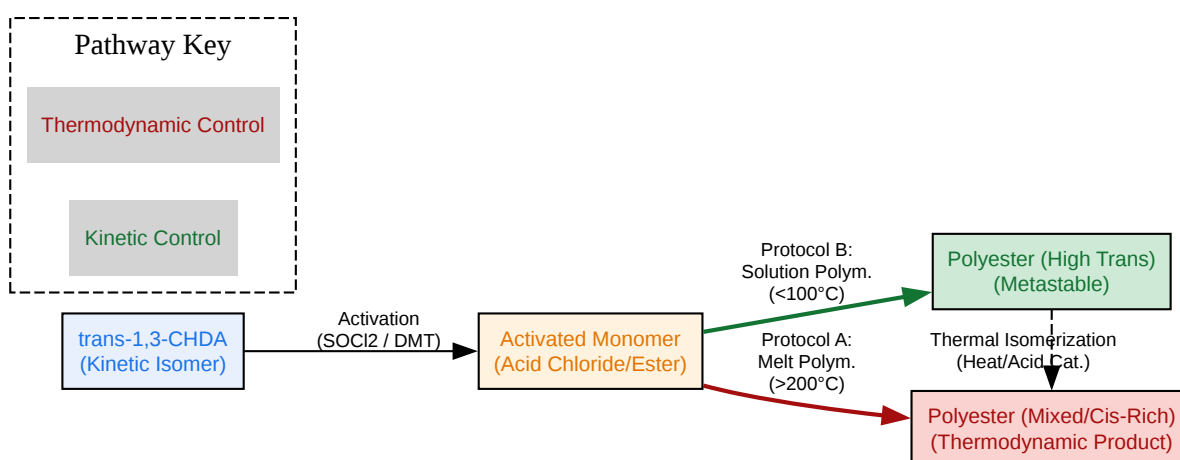 Pathway Key
Thermodynamic Control
Kinetic Control
trans-1,3-CHDA
(Kinetic Isomer)
Activation
(SOCl2 / DMT)
Activated Monomer
(Acid Chloride/Ester)
Protocol B:
Solution Polym.
(<100°C)
Protocol A:
Melt Polym.
(>200°C)
Polyester (High Trans)
(Metastable)
Thermal Isomerization
(Heat/Acid Cat.)
Polyester (Mixed/Cis-Rich)
(Thermodynamic Product)